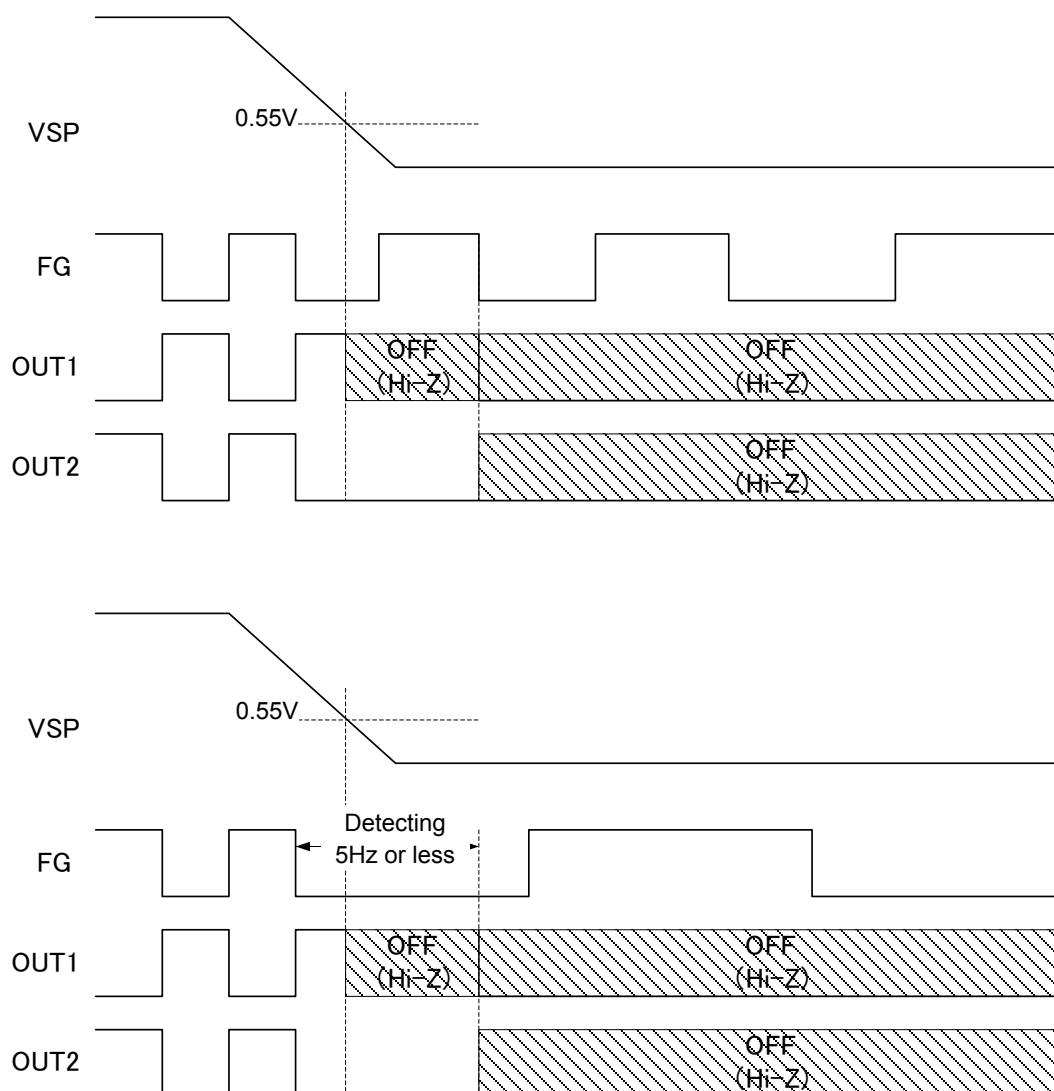 0.55V
VSP
FG
OUT1
OFF
(Hi-Z)
OFF
(Hi-Z)
OUT2
OFF
(Hi-Z)
0.55V
VSP
Detecting
5Hz or less
FG
OUT1
OFF
(Hi-Z)
OFF
(Hi-Z)
OUT2
OFF
(Hi-Z)